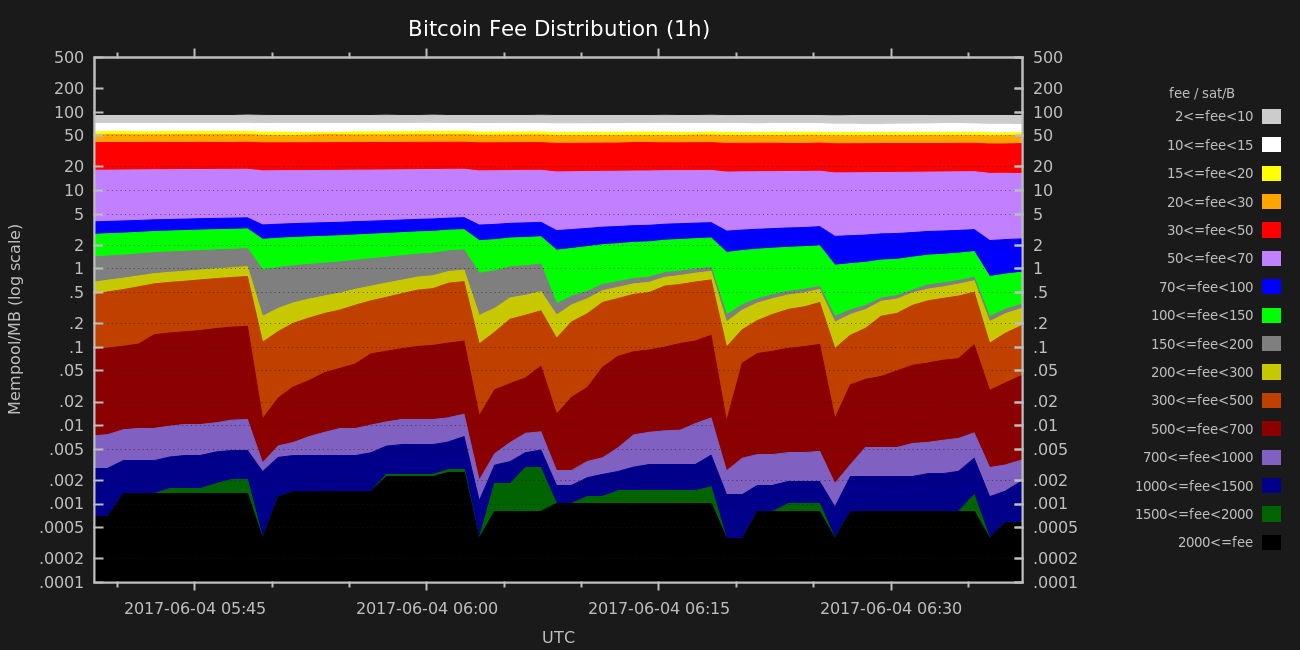 Bitcoin Fee Distribution (1h)
Mempool/MB (log scale)
500
200
100
50
20
10
5
2
1
.5
.2
.1
.05
.02
.01
.005
.002
.001
.0005
.0002
.0001
500
200
100
50
20
10
5
2
1
.5
.2
.1
.05
.02
.01
.005
.002
.001
.0005
.0002
.0001
2017-06-04 05:45
2017-06-04 06:00
2017-06-04 06:15
2017-06-04 06:30
UTC
fee / sat/B
2<=fee<10
10<=fee<15
15<=fee<20
20<=fee<30
30<=fee<50
50<=fee<70
70<=fee<100
100<=fee<150
150<=fee<200
200<=fee<300
300<=fee<500
500<=fee<700
700<=fee<1000
1000<=fee<1500
1500<=fee<2000
2000<=fee